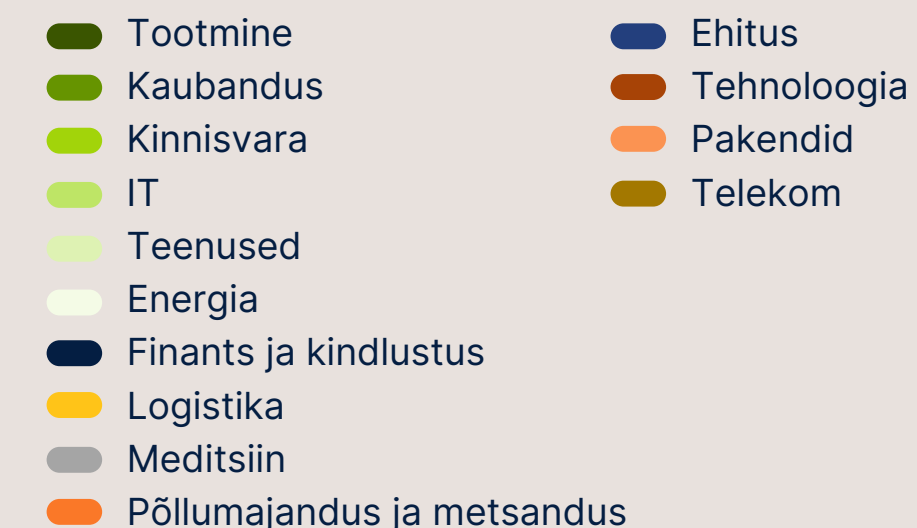 Tootmine
Kaubandus
Kinnisvara
IT
Teenused
Energia
Finants ja kindlustus
Logistika
Meditsiin
Põllumajandus ja metsandus
Ehitus
Tehnoloogia
Pakendid
Telekom